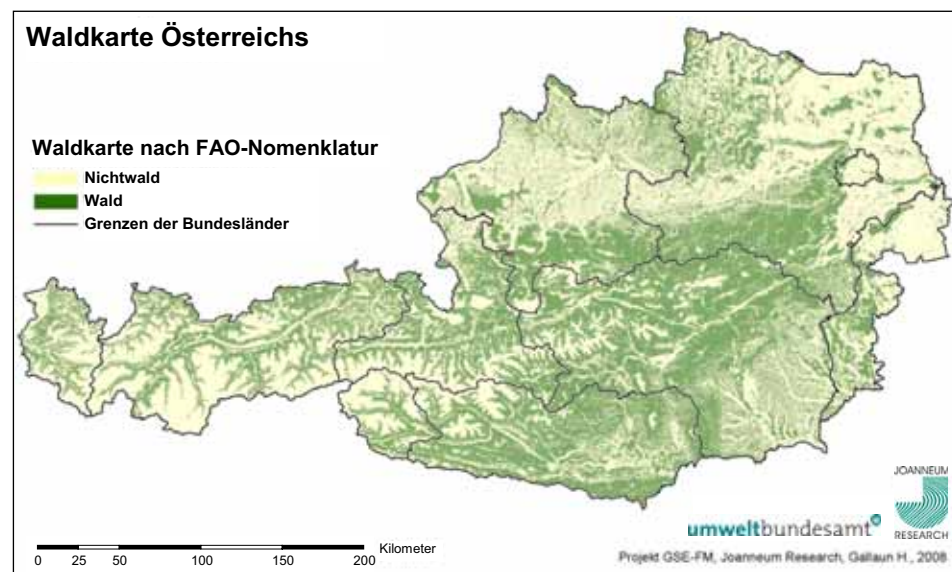 Waldkarte Österreichs
Waldkarte nach FAO-Nomenklatur
Nichtwald
Wald
Grenzen der Bundesländer
0 25 50 100 150 200 Kilometer
umweltbundesamt
JOANNEUM
RESEARCH
Projekt GSE-FM, Joanneum Research, Gallaun H., 2008